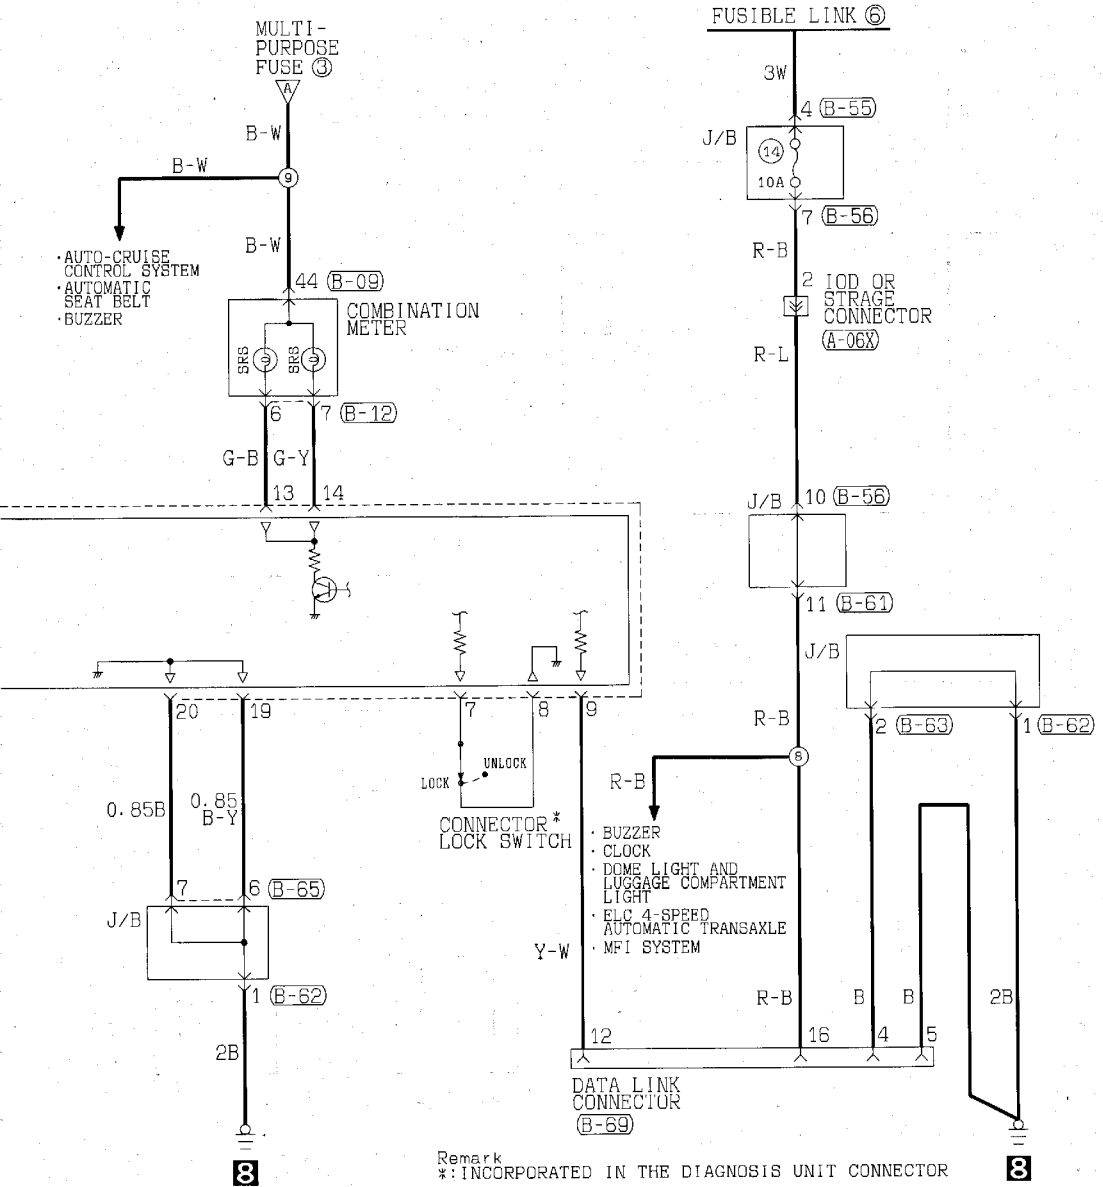 FUSIBLE LINK ⑥
MULTI-
PURPOSE
FUSE ③
A
3W
4 (B-55)
J/B
14
10A
B-W
B-W
9
7 (B-56)
R-B
B-W
·AUTO-CRUISE
CONTROL SYSTEM
·AUTOMATIC
SEAT BELT
·BUZZER
44 (B-09)
COMBINATION
METER
SRS
SRS
2 IOD OR
STRAGE
CONNECTOR
(A-06X)
R-L
6
7 (B-12)
G-B
G-Y
13
14
J/B
10 (B-56)
11 (B-61)
J/B
20
19
7
8
9
R-B
2 (B-63)
1 (B-62)
8
R-B
LOCK
UNLOCK
0.85B
0.85
B-Y
CONNECTOR*
LOCK SWITCH
· BUZZER
· CLOCK
· DOME LIGHT AND
LUGGAGE COMPARTMENT
LIGHT
· ELC 4-SPEED
AUTOMATIC TRANSAXLE
· MFI SYSTEM
7
6 (B-65)
J/B
Y-W
1 (B-62)
R-B
B
B
2B
2B
12
16
4
5
DATA LINK
CONNECTOR
(B-69)
8
8
Remark
*:INCORPORATED IN THE DIAGNOSIS UNIT CONNECTOR